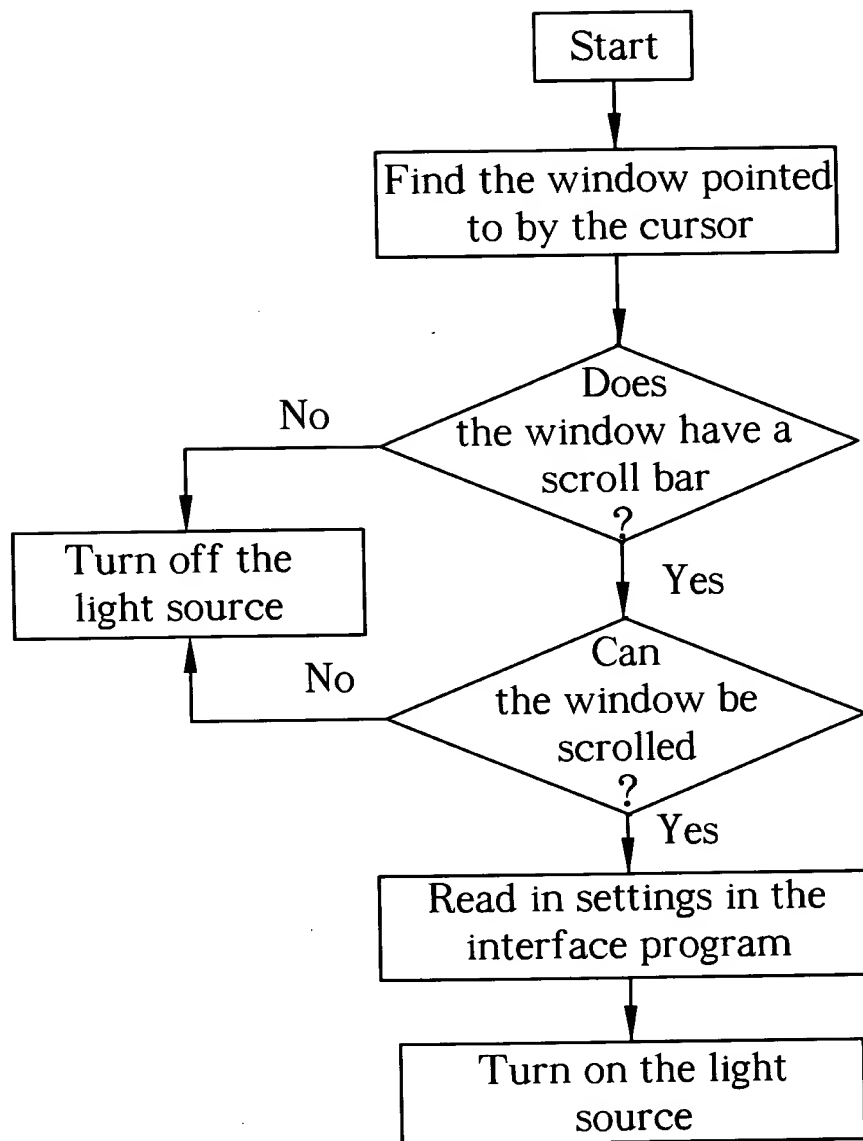 Start
Find the window pointed
to by the cursor
Does
the window have a
scroll bar
?
No
Yes
Turn off the
light source
Can
the window be
scrolled
?
No
Yes
Read in settings in the
interface program
Turn on the light
source